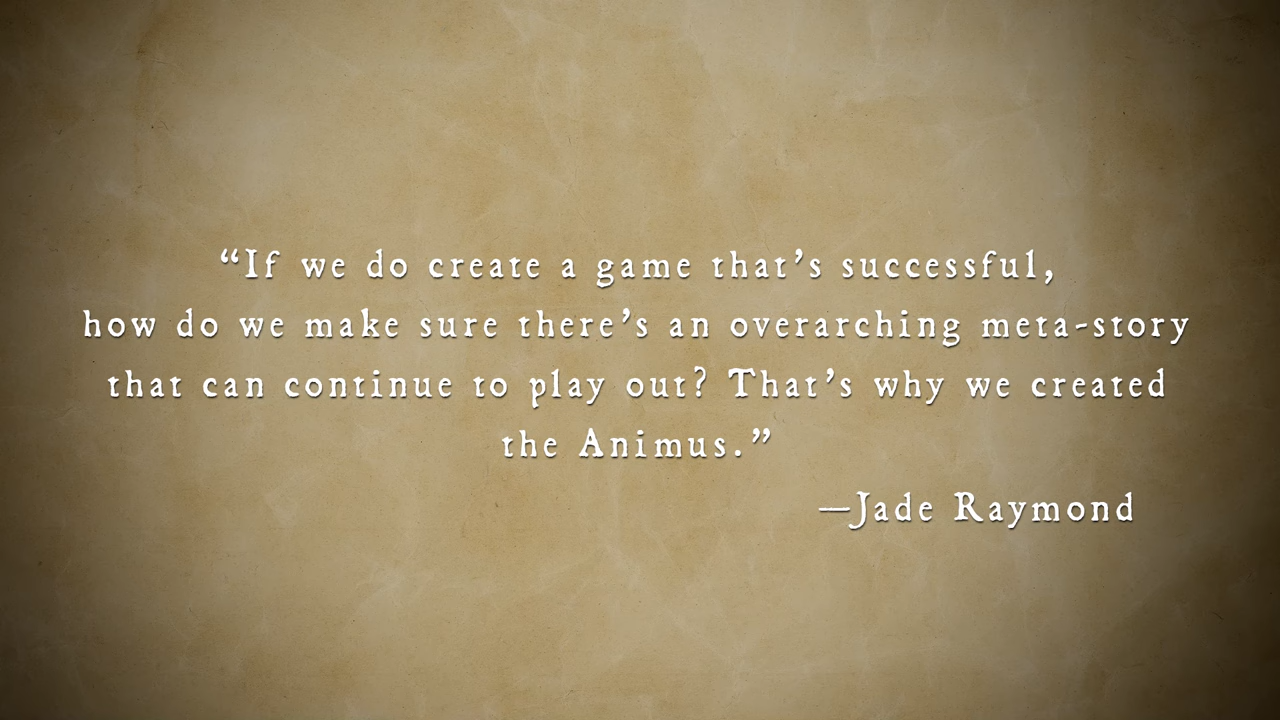 “If we do create a game that’s successful,
how do we make sure there’s an overarching meta-story
that can continue to play out? That’s why we created
the Animus.”
—Jade Raymond